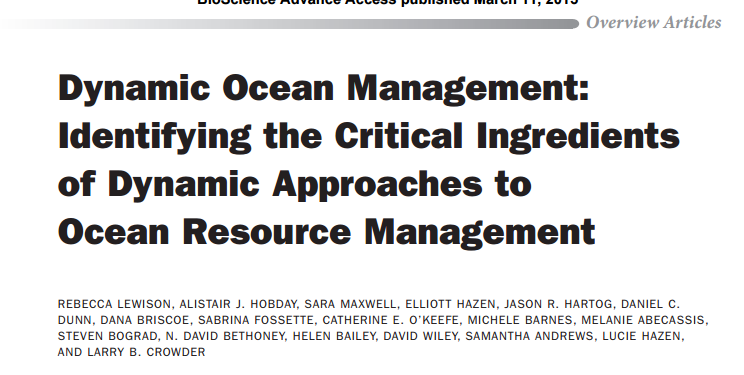 BioScience Advance Access published March 11, 2015
Overview Articles
Dynamic Ocean Management:
Identifying the Critical Ingredients
of Dynamic Approaches to
Ocean Resource Management
REBECCA LEWISON, ALISTAIR J. HOBDAY, SARA MAXWELL, ELLIOTT HAZEN, JASON R. HARTOG, DANIEL C.
DUNN, DANA BRISCOE, SABRINA FOSSETTE, CATHERINE E. O'KEEFE, MICHELE BARNES, MELANIE ABECASSIS,
STEVEN BOGRAD, N. DAVID BETHONEY, HELEN BAILEY, DAVID WILEY, SAMANTHA ANDREWS, LUCIE HAZEN,
AND LARRY B. CROWDER